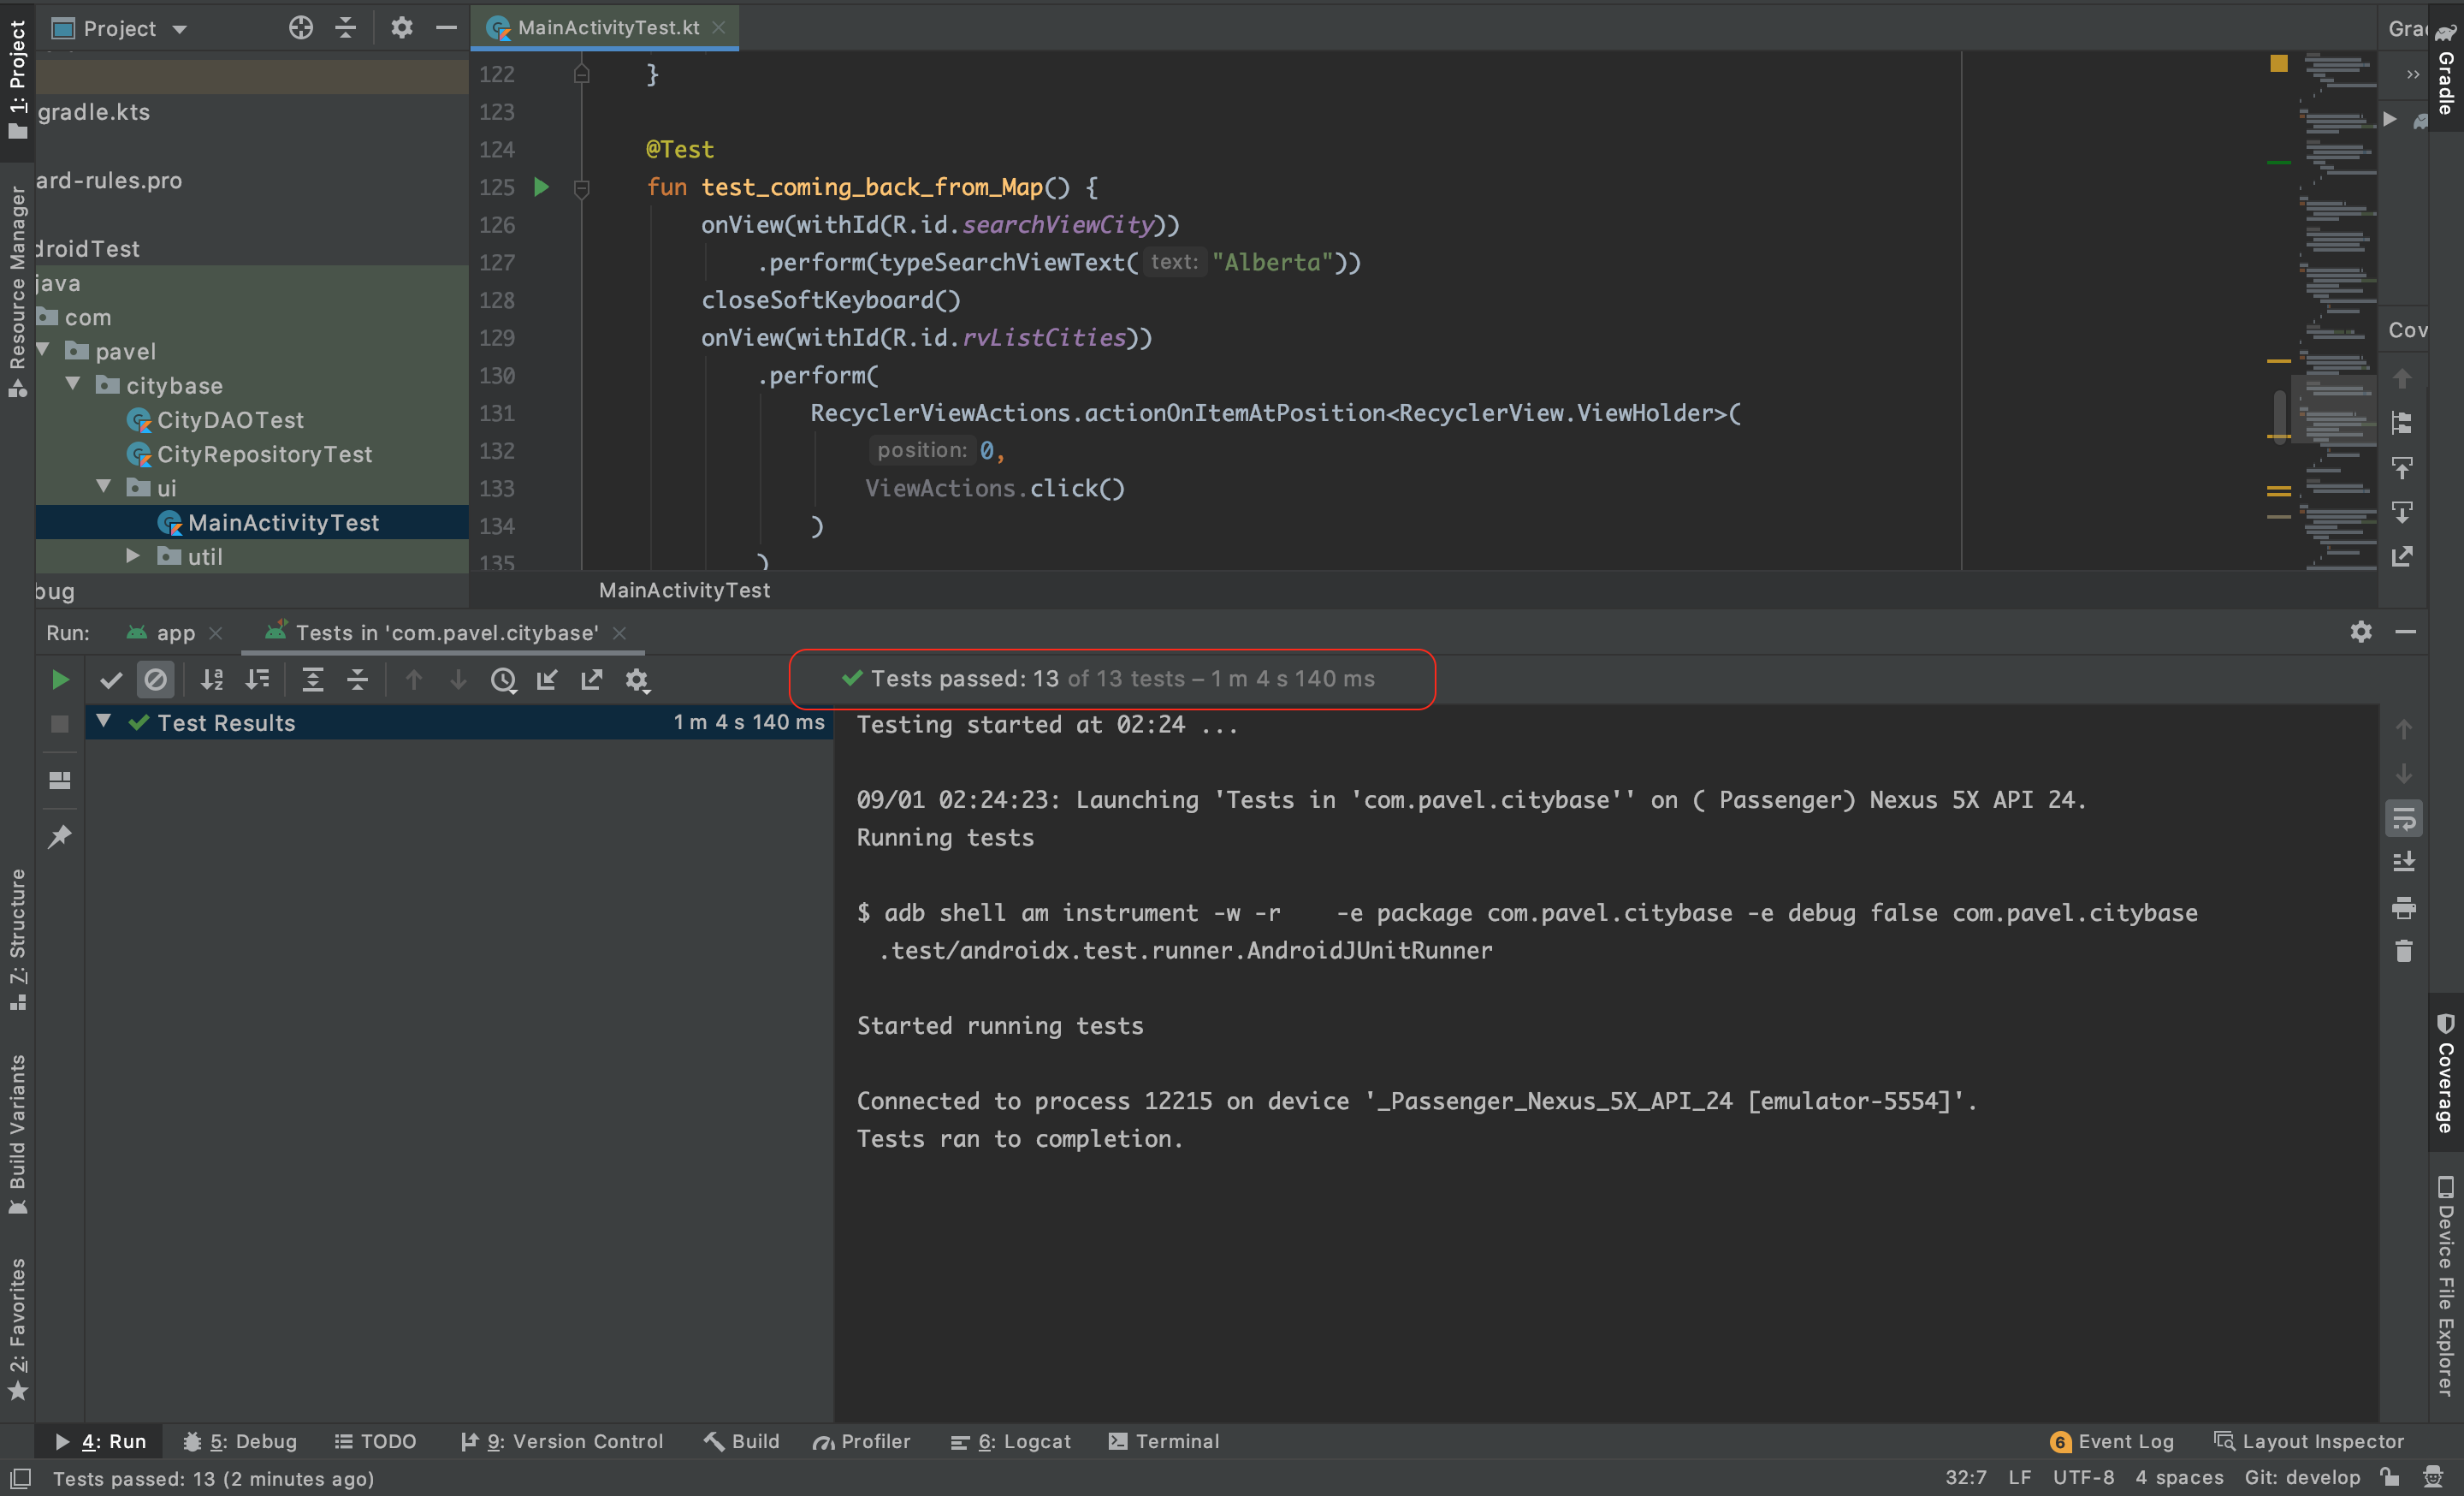 Project
MainActivityTest.kt
Grad
1: Project
Resource Manager
gradle.kts
ard-rules.pro
droidTest
java
com
pavel
citybase
CityDAOTest
CityRepositoryTest
ui
MainActivityTest
util
bug
122 }
123
124 @Test
125 fun test_coming_back_from_Map() {
126 onView(withId(R.id.searchViewCity))
127 .perform(typeSearchViewText( text: "Alberta"))
128 closeSoftKeyboard()
129 onView(withId(R.id.rvListCities))
130 .perform(
131 RecyclerViewActions.actionOnItemAtPosition<RecyclerView.ViewHolder>(
132 position: 0,
133 ViewActions.click()
134 )
135 )
MainActivityTest
Gradle
Cov
Run: app Tests in 'com.pavel.citybase'
Tests passed: 13 of 13 tests – 1 m 4 s 140 ms
Test Results 1 m 4 s 140 ms
Testing started at 02:24 ...
09/01 02:24:23: Launching 'Tests in 'com.pavel.citybase'' on ( Passenger) Nexus 5X API 24.
Running tests
$ adb shell am instrument -w -r    -e package com.pavel.citybase -e debug false com.pavel.citybase
.test/androidx.test.runner.AndroidJUnitRunner
Started running tests
Connected to process 12215 on device '_Passenger_Nexus_5X_API_24 [emulator-5554]'.
Tests ran to completion.
7: Structure
Build Variants
2: Favorites
Coverage
Device File Explorer
4: Run 5: Debug TODO 9: Version Control Build Profiler 6: Logcat Terminal 6 Event Log Layout Inspector
Tests passed: 13 (2 minutes ago) 32:7 LF UTF-8 4 spaces Git: develop